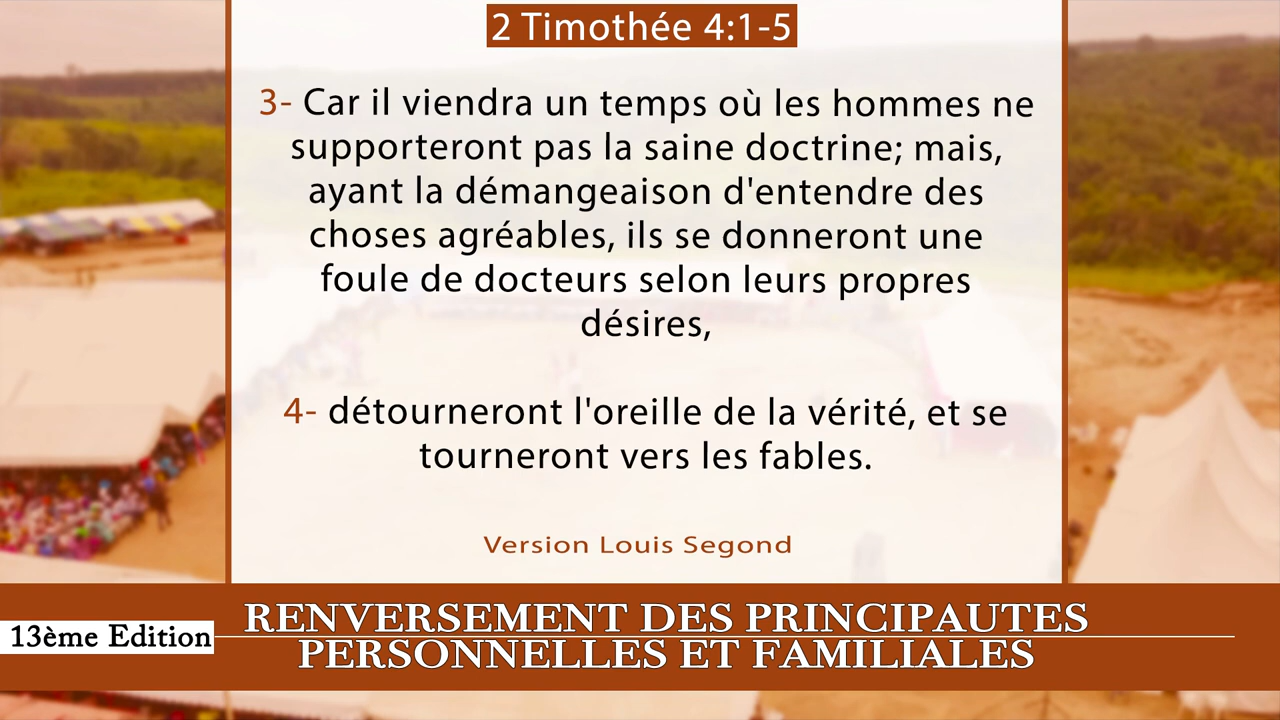 2 Timothée 4:1-5
3- Car il viendra un temps où les hommes ne
supporteront pas la saine doctrine; mais,
ayant la démangeaison d'entendre des
choses agréables, ils se donneront une
foule de docteurs selon leurs propres
désires,
4- détourneront l'oreille de la vérité, et se
tourneront vers les fables.
Version Louis Segond
13ème Edition
RENVERSEMENT DES PRINCIPAUTES
PERSONNELLES ET FAMILIALES